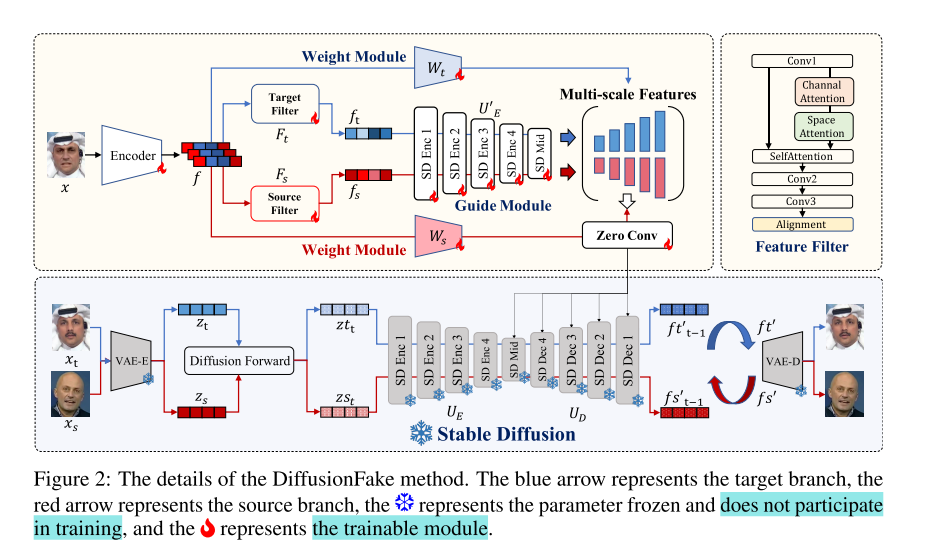 Weight Module
W_t
Multi-scale Features
Target
Filter
F_t
f_t
U'_E
Encoder
x
f
F_s
f_s
Source
Filter
SD Enc 1
SD Enc 2
SD Enc 3
SD Enc 4
SD Mid
Guide Module
Weight Module
W_s
Zero Conv
Conv1
Channal
Attention
Space
Attention
SelfAttention
Conv2
Conv3
Alignment
Feature Filter
x_t
x_s
VAE-E
z_t
z_s
Diffusion Forward
zt_t
zs_t
SD Enc 1
SD Enc 2
SD Enc 3
SD Enc 4
SD Mid
SD Dec 4
SD Dec 3
SD Dec 2
SD Dec 1
U_E
U_D
Stable Diffusion
ft'_t−1
fs'_t−1
ft'
fs'
VAE-D
Figure 2: The details of the DiffusionFake method. The blue arrow represents the target branch, the
red arrow represents the source branch, the ❄ represents the parameter frozen and does not participate
in training, and the 🔥 represents the trainable module.